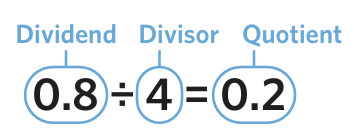 Dividend Divisor Quotient
0.8 ÷ 4 = 0.2